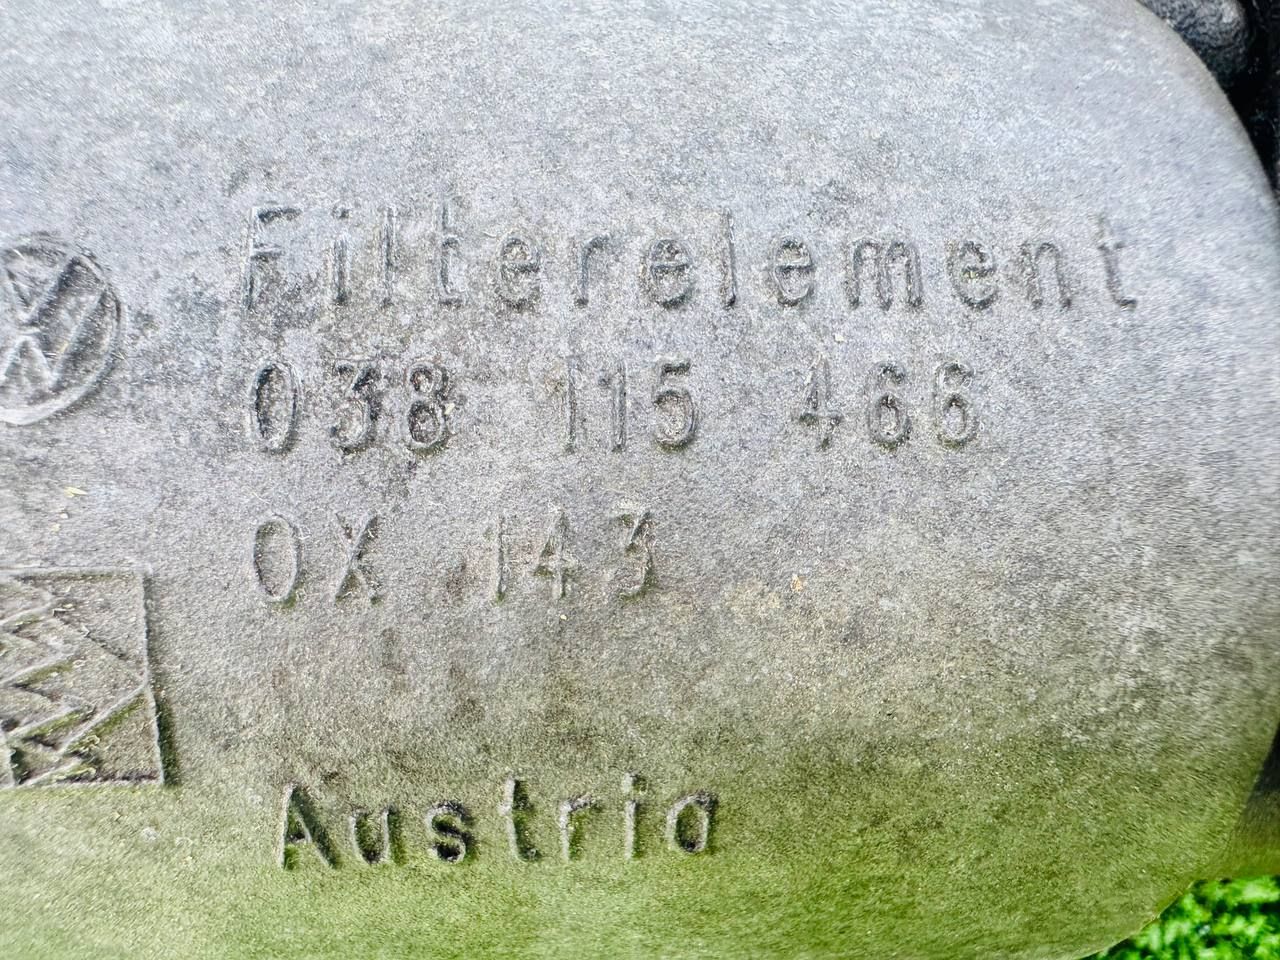 Filterelement
038 115 466
OX 143
Austria